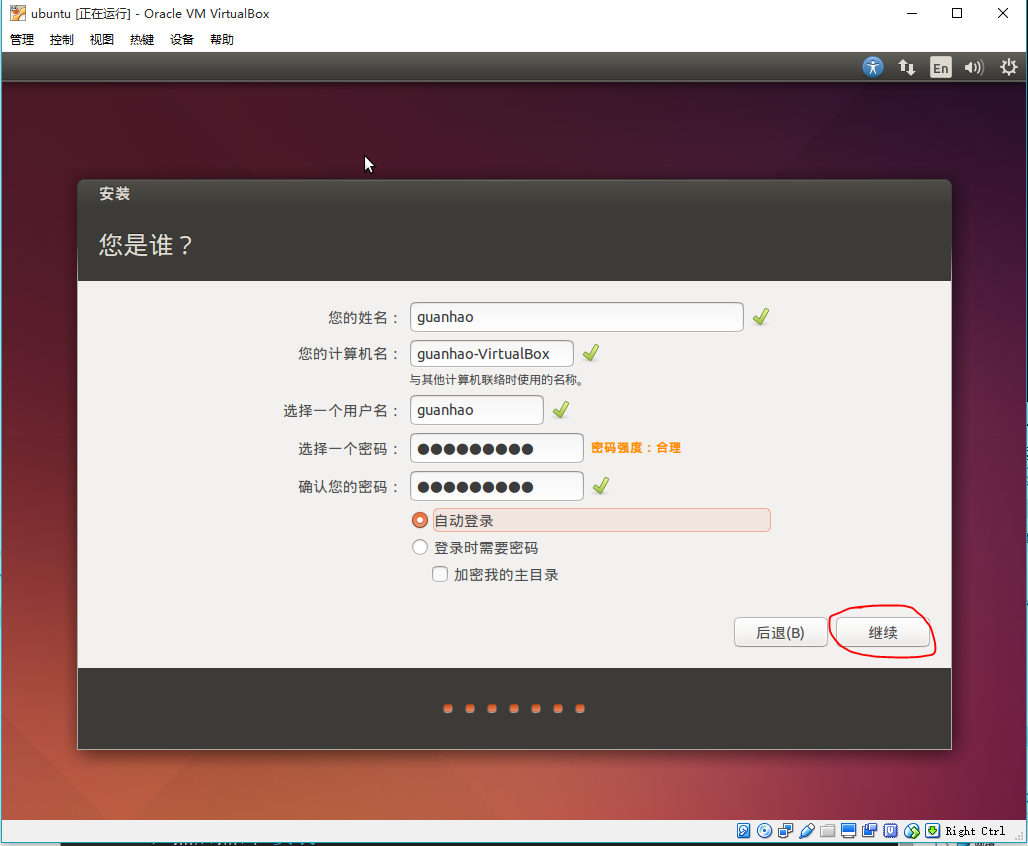 ubuntu [正在运行] - Oracle VM VirtualBox
管理 控制 视图 热键 设备 帮助
En
安装
您是谁？
您的姓名： guanhao
您的计算机名： guanhao-VirtualBox
与其他计算机联络时使用的名称。
选择一个用户名： guanhao
选择一个密码： ●●●●●●●●● 密码强度：合理
确认您的密码： ●●●●●●●●●
自动登录
登录时需要密码
加密我的主目录
后退(B) 继续
Right Ctrl